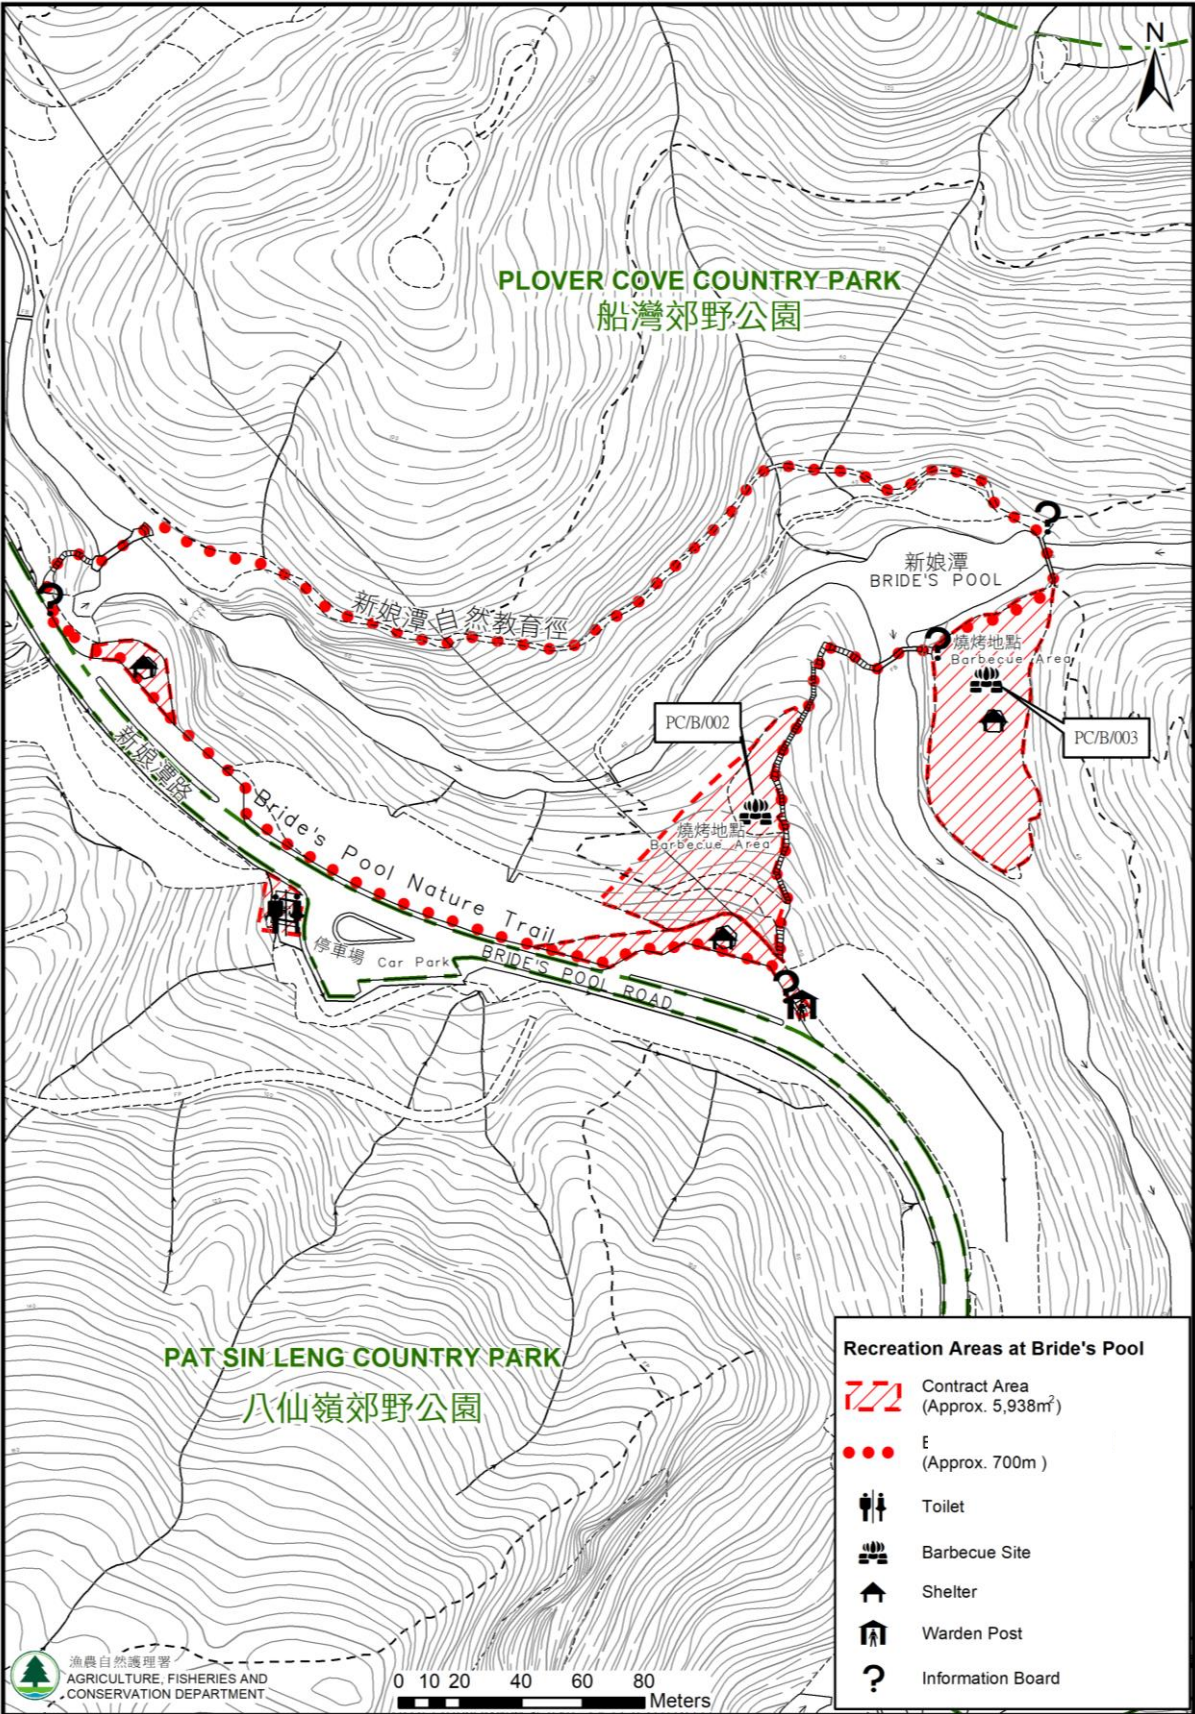 N
PLOVER COVE COUNTRY PARK
船灣郊野公園
新娘潭
BRIDE'S POOL
新娘潭自然教育徑
燒烤地點
Barbecue Area
PC/B/002
PC/B/003
新娘潭路
燒烤地點
Barbecue Area
Bride's Pool Nature Trail
停車場
Car Park
BRIDE'S POOL ROAD
PAT SIN LENG COUNTRY PARK
八仙嶺郊野公園
Recreation Areas at Bride's Pool
Contract Area
(Approx. 5,938m²)
(Approx. 700m )
Toilet
Barbecue Site
Shelter
Warden Post
Information Board
漁農自然護理署
AGRICULTURE, FISHERIES AND
CONSERVATION DEPARTMENT
0 10 20 40 60 80
Meters